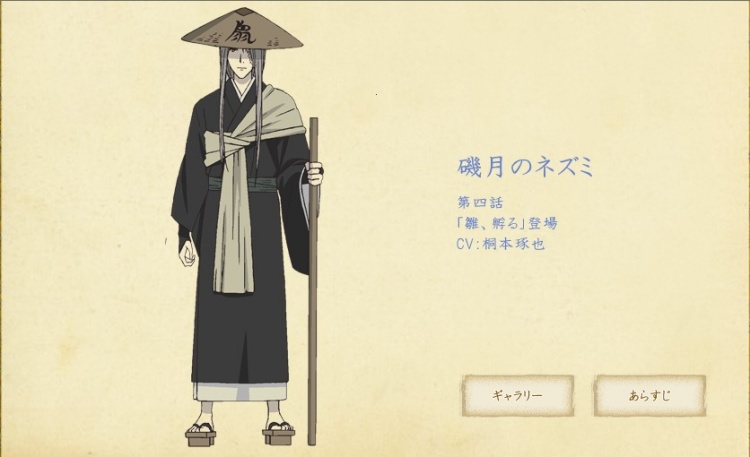 鼠
磯月のネズミ
第四話
「雛、孵る」登場
CV:桐本琢也
ギャラリー
あらすじ